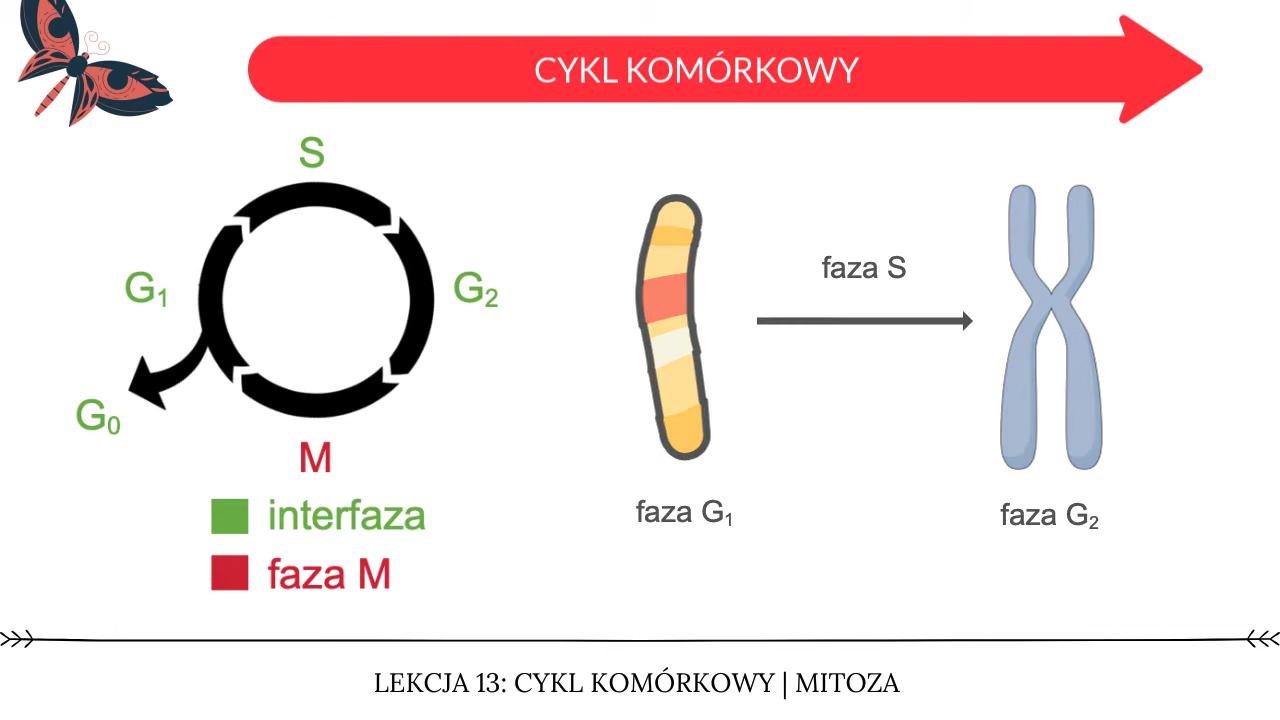 CYKL KOMÓRKOWY
S
G₁
G₂
G₀
M
interfaza
faza M
faza S
faza G₁
faza G₂
LEKCJA 13: CYKL KOMÓRKOWY | MITOZA